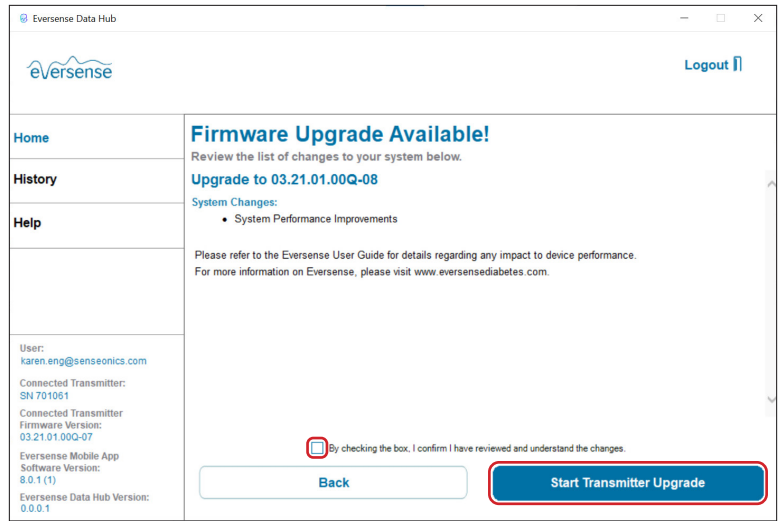 Eversense Data Hub
eversense
Logout
Home
History
Help
Firmware Upgrade Available!
Review the list of changes to your system below.
Upgrade to 03.21.01.00Q-08
System Changes:
• System Performance Improvements
Please refer to the Eversense User Guide for details regarding any impact to device performance.
For more information on Eversense, please visit www.eversensediabetes.com.
User:
karen.eng@senseonics.com
Connected Transmitter:
SN 701061
Connected Transmitter
Firmware Version:
03.21.01.00Q-07
Eversense Mobile App
Software Version:
8.0.1 (1)
Eversense Data Hub Version:
0.0.0.1
By checking the box, I confirm I have reviewed and understand the changes.
Back
Start Transmitter Upgrade